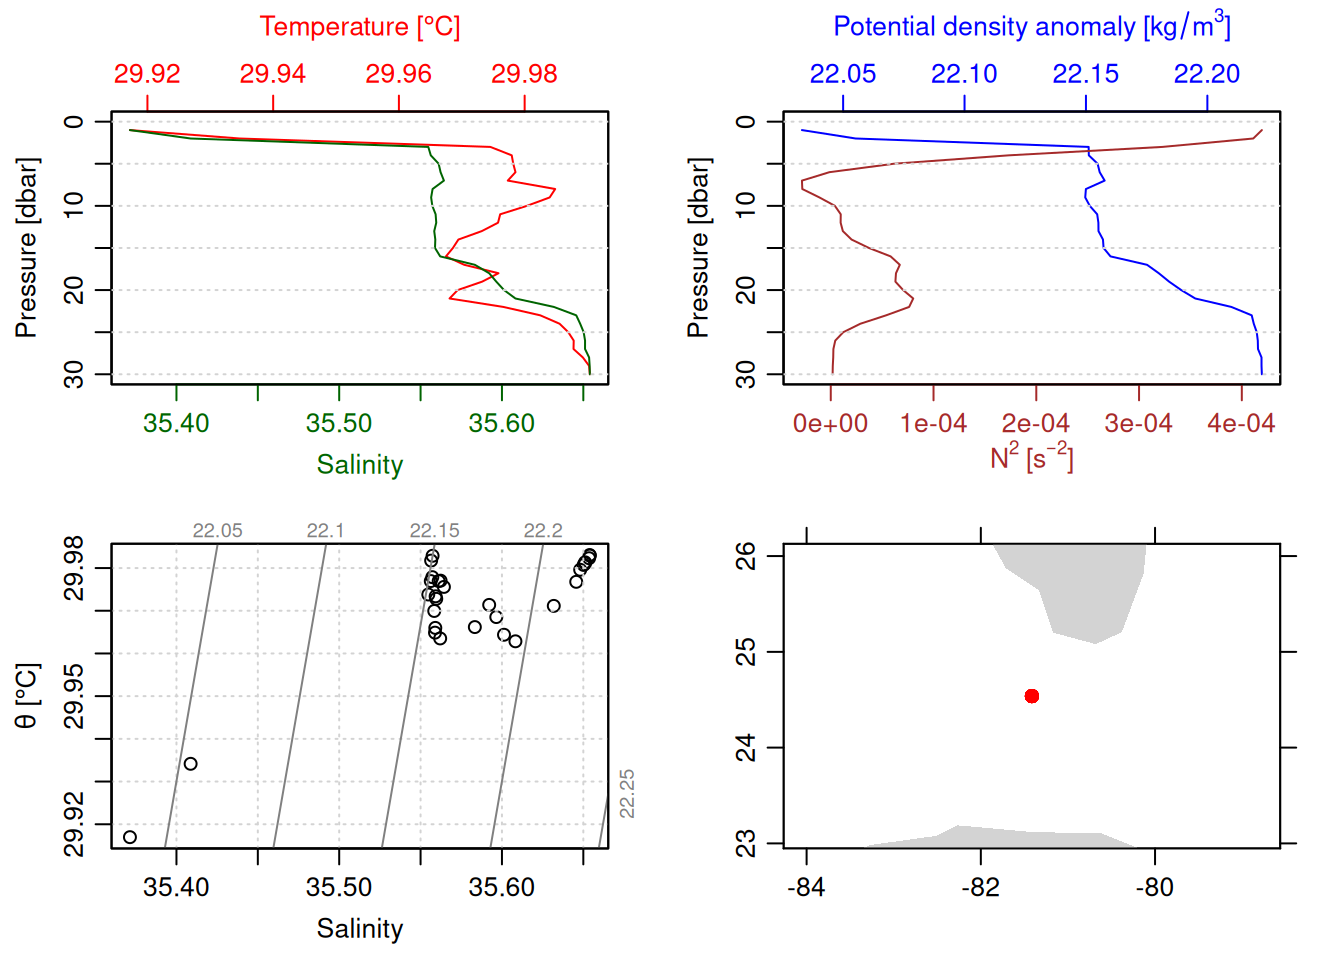 Temperature [°C]
29.92 29.94 29.96 29.98
Pressure [dbar]
0 10 20 30
35.40 35.50 35.60
Salinity
Potential density anomaly [kg/m³]
22.05 22.10 22.15 22.20
Pressure [dbar]
0 10 20 30
0e+00 1e-04 2e-04 3e-04 4e-04
N² [s⁻²]
22.05 22.1 22.15 22.2
22.25
θ [°C]
29.98 29.95 29.92
35.40 35.50 35.60
Salinity
26 25 24 23
-84 -82 -80